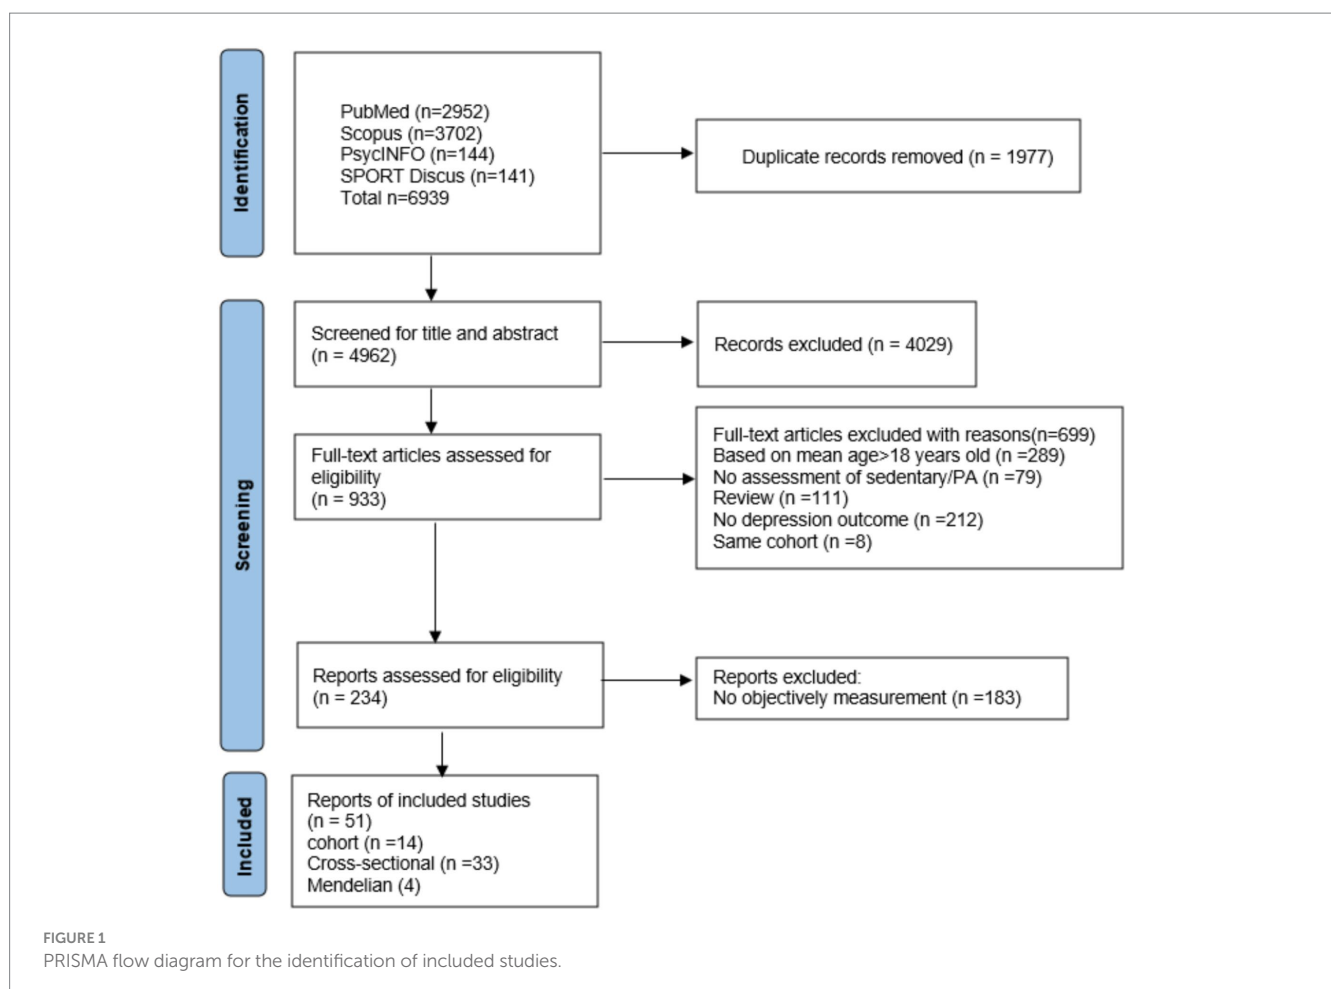 Identification
PubMed (n=2952)
Scopus (n=3702)
PsycINFO (n=144)
SPORT Discus (n=141)
Total n=6939
Duplicate records removed (n = 1977)
Screening
Screened for title and abstract
(n = 4962)
Records excluded (n = 4029)
Full-text articles assessed for
eligibility
(n = 933)
Full-text articles excluded with reasons(n=699)
Based on mean age>18 years old (n =289)
No assessment of sedentary/PA (n =79)
Review (n =111)
No depression outcome (n =212)
Same cohort (n =8)
Reports assessed for eligibility
(n = 234)
Reports excluded:
No objectively measurement (n =183)
Included
Reports of included studies
(n = 51)
cohort (n =14)
Cross-sectional (n =33)
Mendelian (4)
FIGURE 1
PRISMA flow diagram for the identification of included studies.